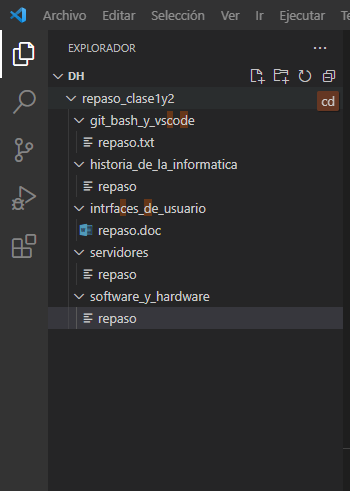 Archivo Editar Selección Ver Ir Ejecutar T
EXPLORADOR ...
DH
repaso_clase1y2 cd
git_bash_y_vscode
repaso.txt
historia_de_la_informatica
repaso
intrfaces_de_usuario
repaso.doc
servidores
repaso
software_y_hardware
repaso